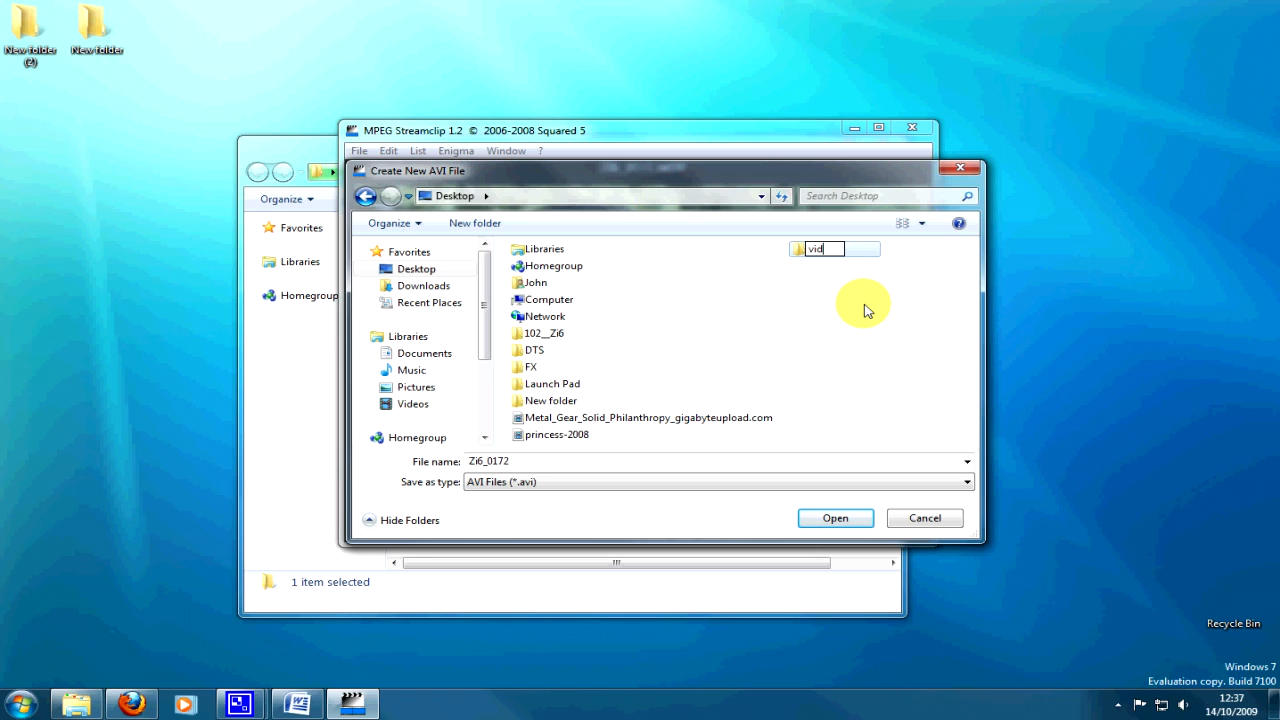 New folder (2)
New folder
MPEG Streamclip 1.2 © 2006-2008 Squared 5
File Edit List Enigma Window ?
Create New AVI File
Desktop
Search Desktop
Organize
Organize New folder
Favorites
Libraries
Homegroup
Favorites
Desktop
Downloads
Recent Places
Libraries
Documents
Music
Pictures
Videos
Homegroup
Libraries
Homegroup
John
Computer
Network
102__Zi6
DTS
FX
Launch Pad
New folder
Metal_Gear_Solid_Philanthropy_gigabyteupload.com
princess-2008
vid
File name: Zi6_0172
Save as type: AVI Files (*.avi)
Hide Folders
Open
Cancel
1 item selected
Recycle Bin
Windows 7
Evaluation copy. Build 7100
12:37
14/10/2009